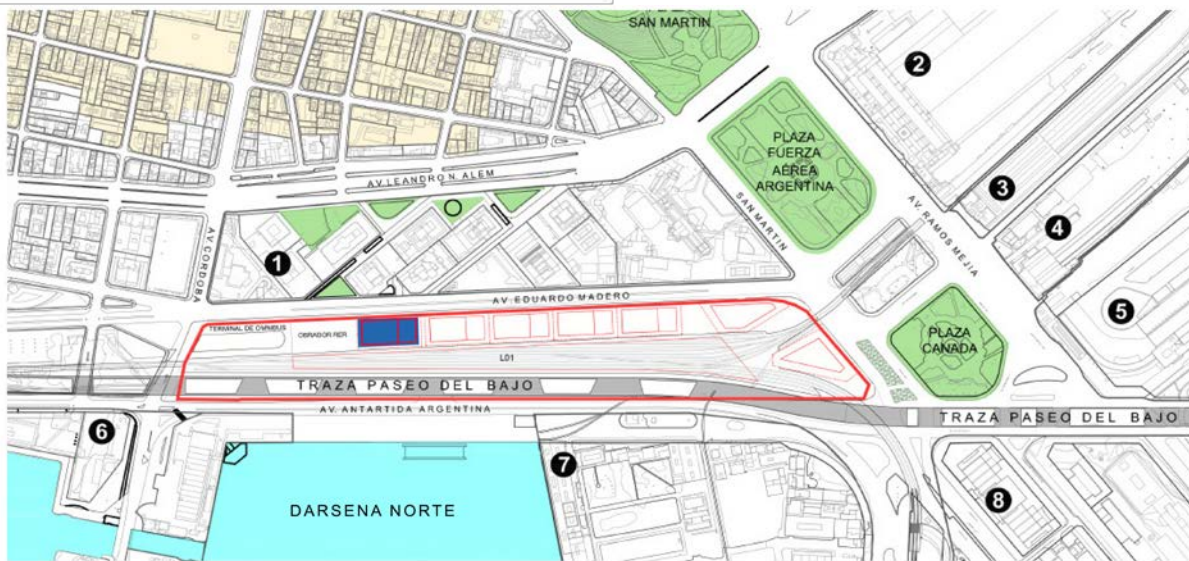 SAN MARTIN
2
PLAZA
FUERZA
AÉREA
ARGENTINA
3
AV. LEANDRO N. ALEM
4
SAN MARTIN
AV. RAMOS MEJIA
AV. CORDOBA
1
AV. EDUARDO MADERO
5
TERMINAL DE OMNIBUS
OBRADOR RER
PLAZA
CANADA
L01
TRAZA PASEO DEL BAJO
AV. ANTARTIDA ARGENTINA
TRAZA PASEO DEL BAJO
6
7
8
DARSENA NORTE